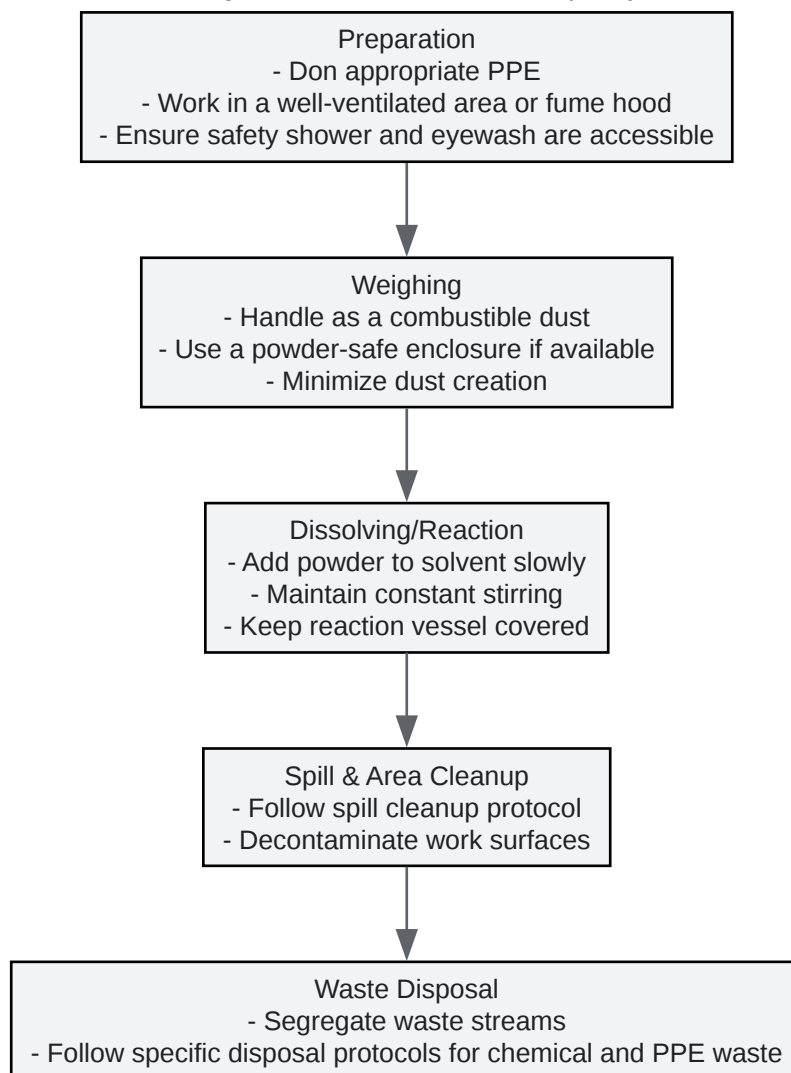 Preparation
- Don appropriate PPE
- Work in a well-ventilated area or fume hood
- Ensure safety shower and eyewash are accessible
Weighing
- Handle as a combustible dust
- Use a powder-safe enclosure if available
- Minimize dust creation
Dissolving/Reaction
- Add powder to solvent slowly
- Maintain constant stirring
- Keep reaction vessel covered
Spill & Area Cleanup
- Follow spill cleanup protocol
- Decontaminate work surfaces
Waste Disposal
- Segregate waste streams
- Follow specific disposal protocols for chemical and PPE waste